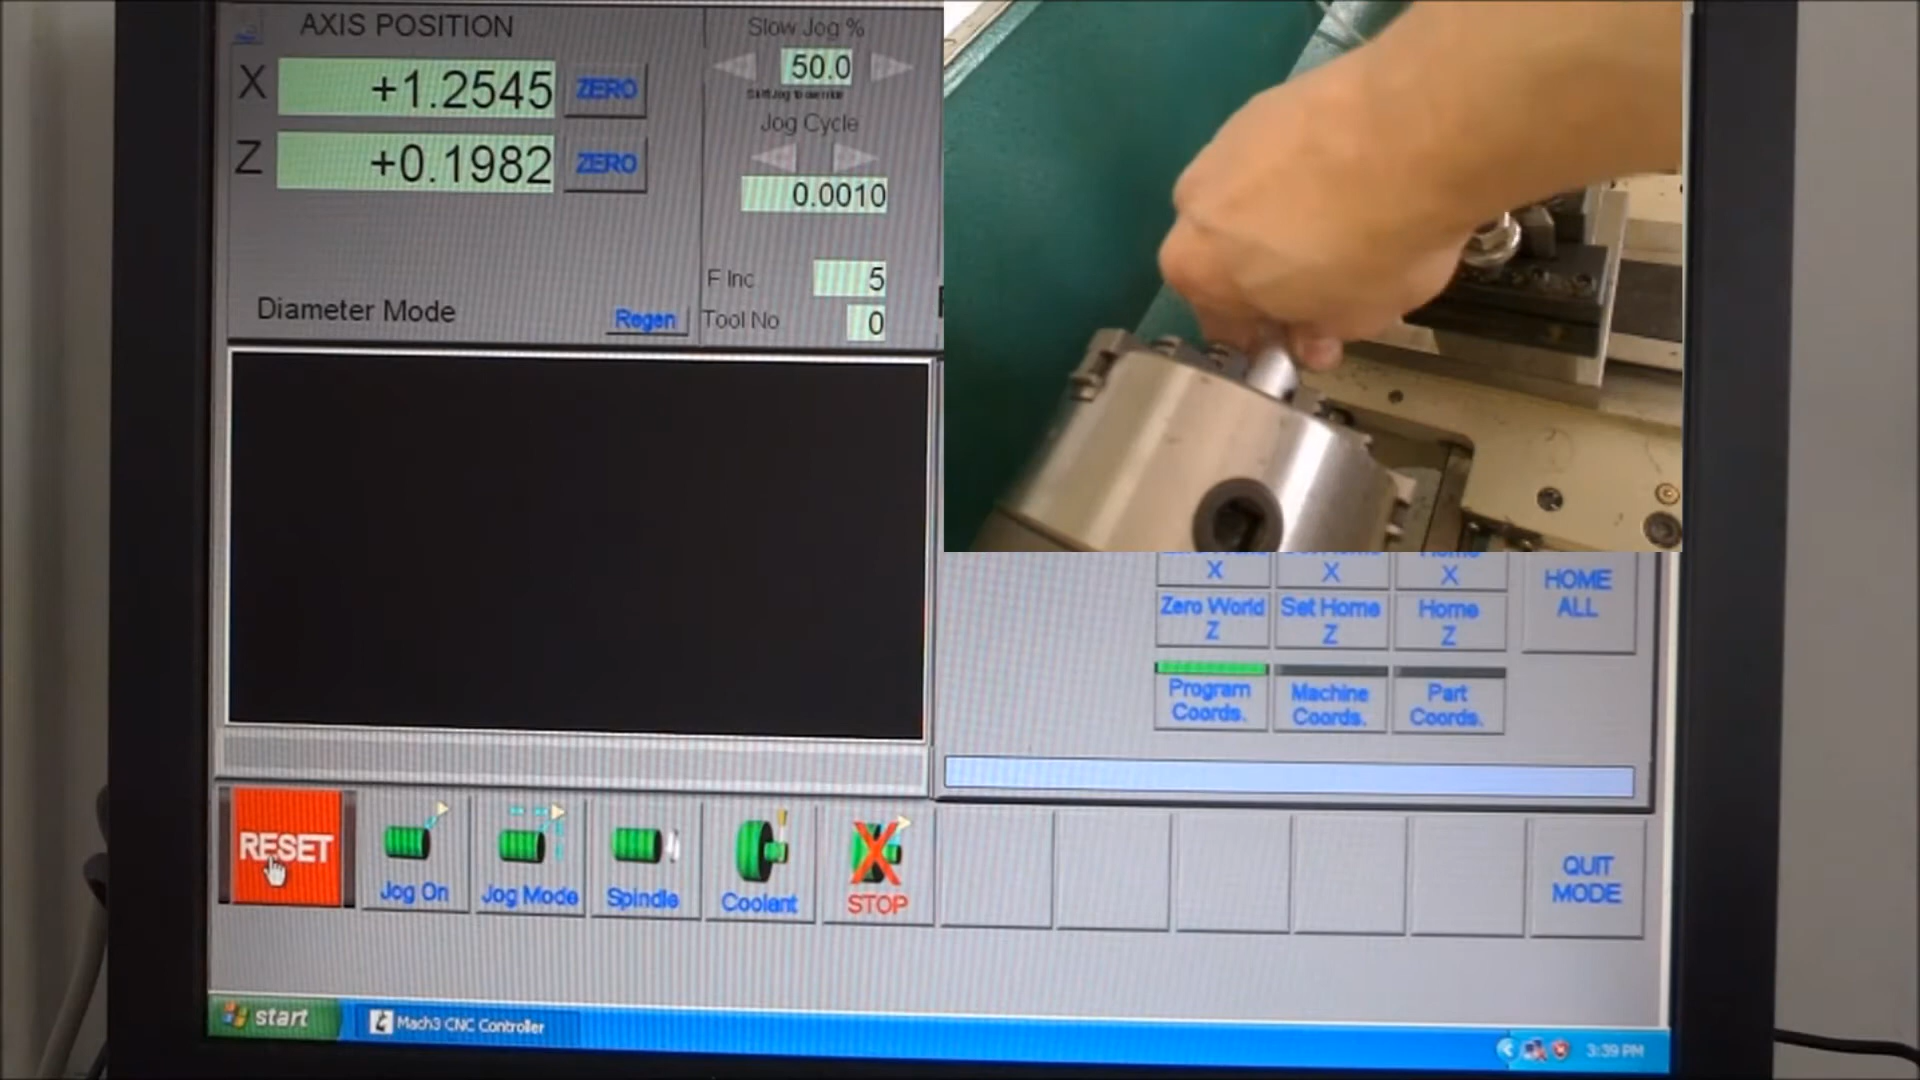 AXIS POSITION
X +1.2545 ZERO
Z +0.1982 ZERO
Diameter Mode Regen
Slow Jog %
50.0
Jog Cycle
0.0010
F Inc 5
Tool No 0
X X X
HOME
ALL
Zero World
Z
Set Home
Z
Home
Z
Program
Coords.
Machine
Coords.
Part
Coords.
RESET
Jog On
Jog Mode
Spindle
Coolant
STOP
QUIT
MODE
start
Mach3 CNC Controller
3:39 PM